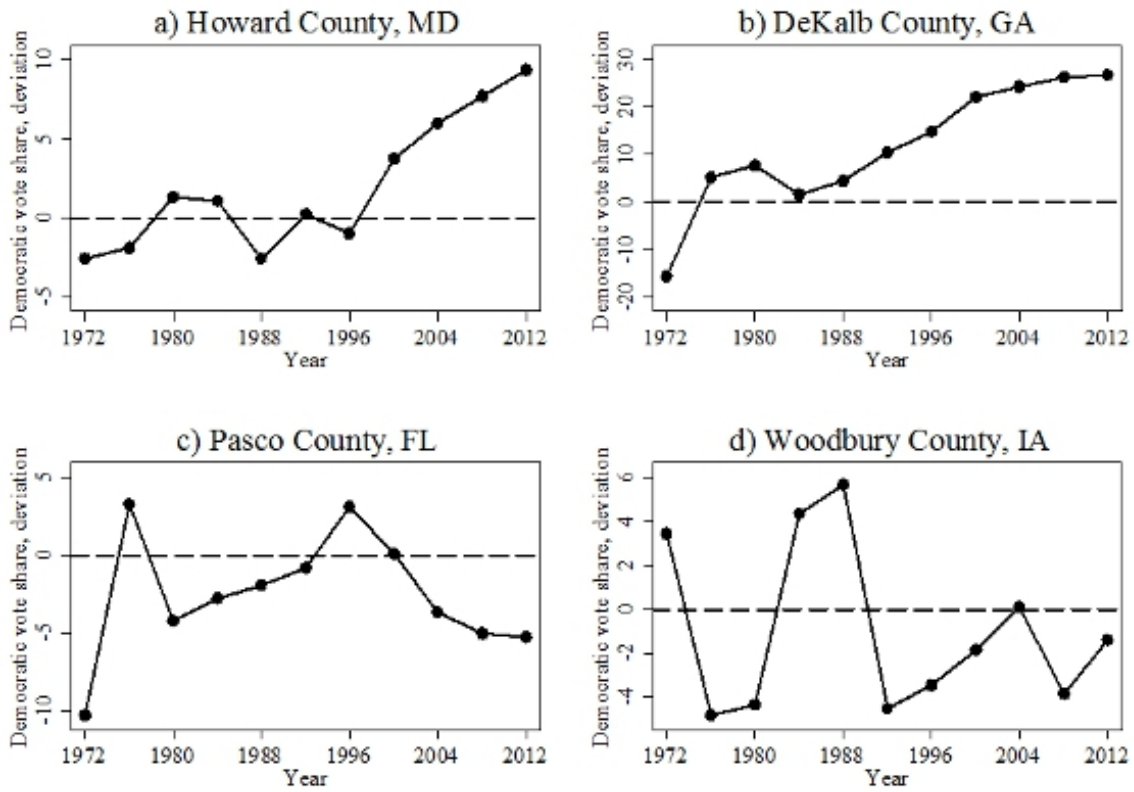 a) Howard County, MD
Democratic vote share, deviation
10
5
0
-5
1972 1980 1988 1996 2004 2012
Year
b) DeKalb County, GA
Democratic vote share, deviation
30
20
10
0
-10
-20
1972 1980 1988 1996 2004 2012
Year
c) Pasco County, FL
Democratic vote share, deviation
5
0
-5
-10
1972 1980 1988 1996 2004 2012
Year
d) Woodbury County, IA
Democratic vote share, deviation
6
4
2
0
-2
-4
1972 1980 1988 1996 2004 2012
Year